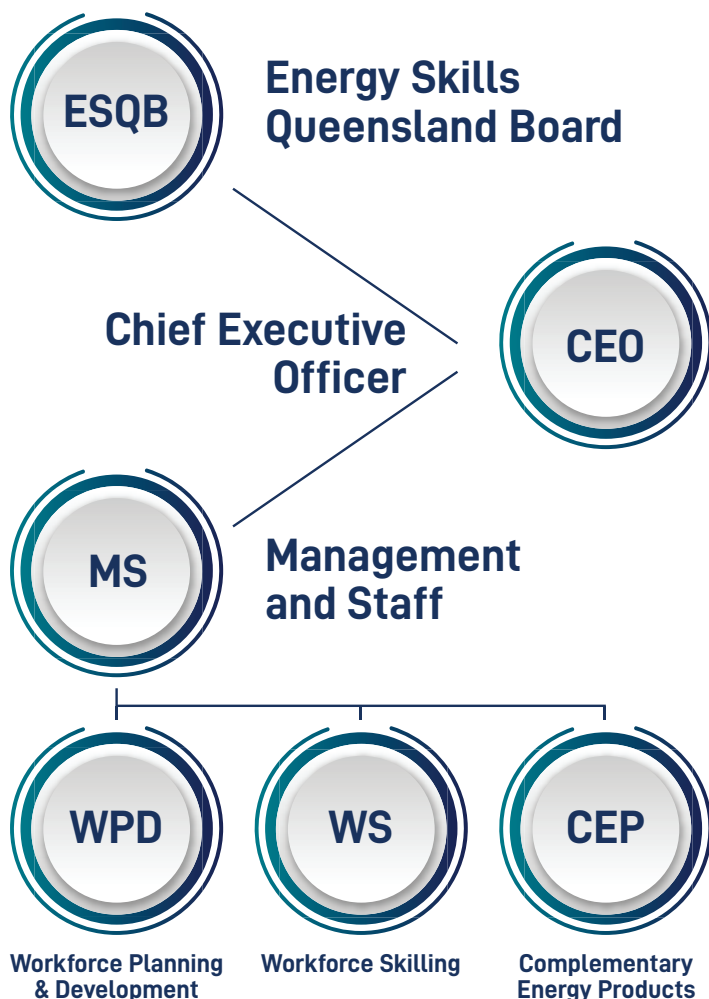 ESQB
Energy Skills
Queensland Board
Chief Executive
Officer
CEO
MS
Management
and Staff
WPD
WS
CEP
Workforce Planning
& Development
Workforce Skilling
Complementary
Energy Products